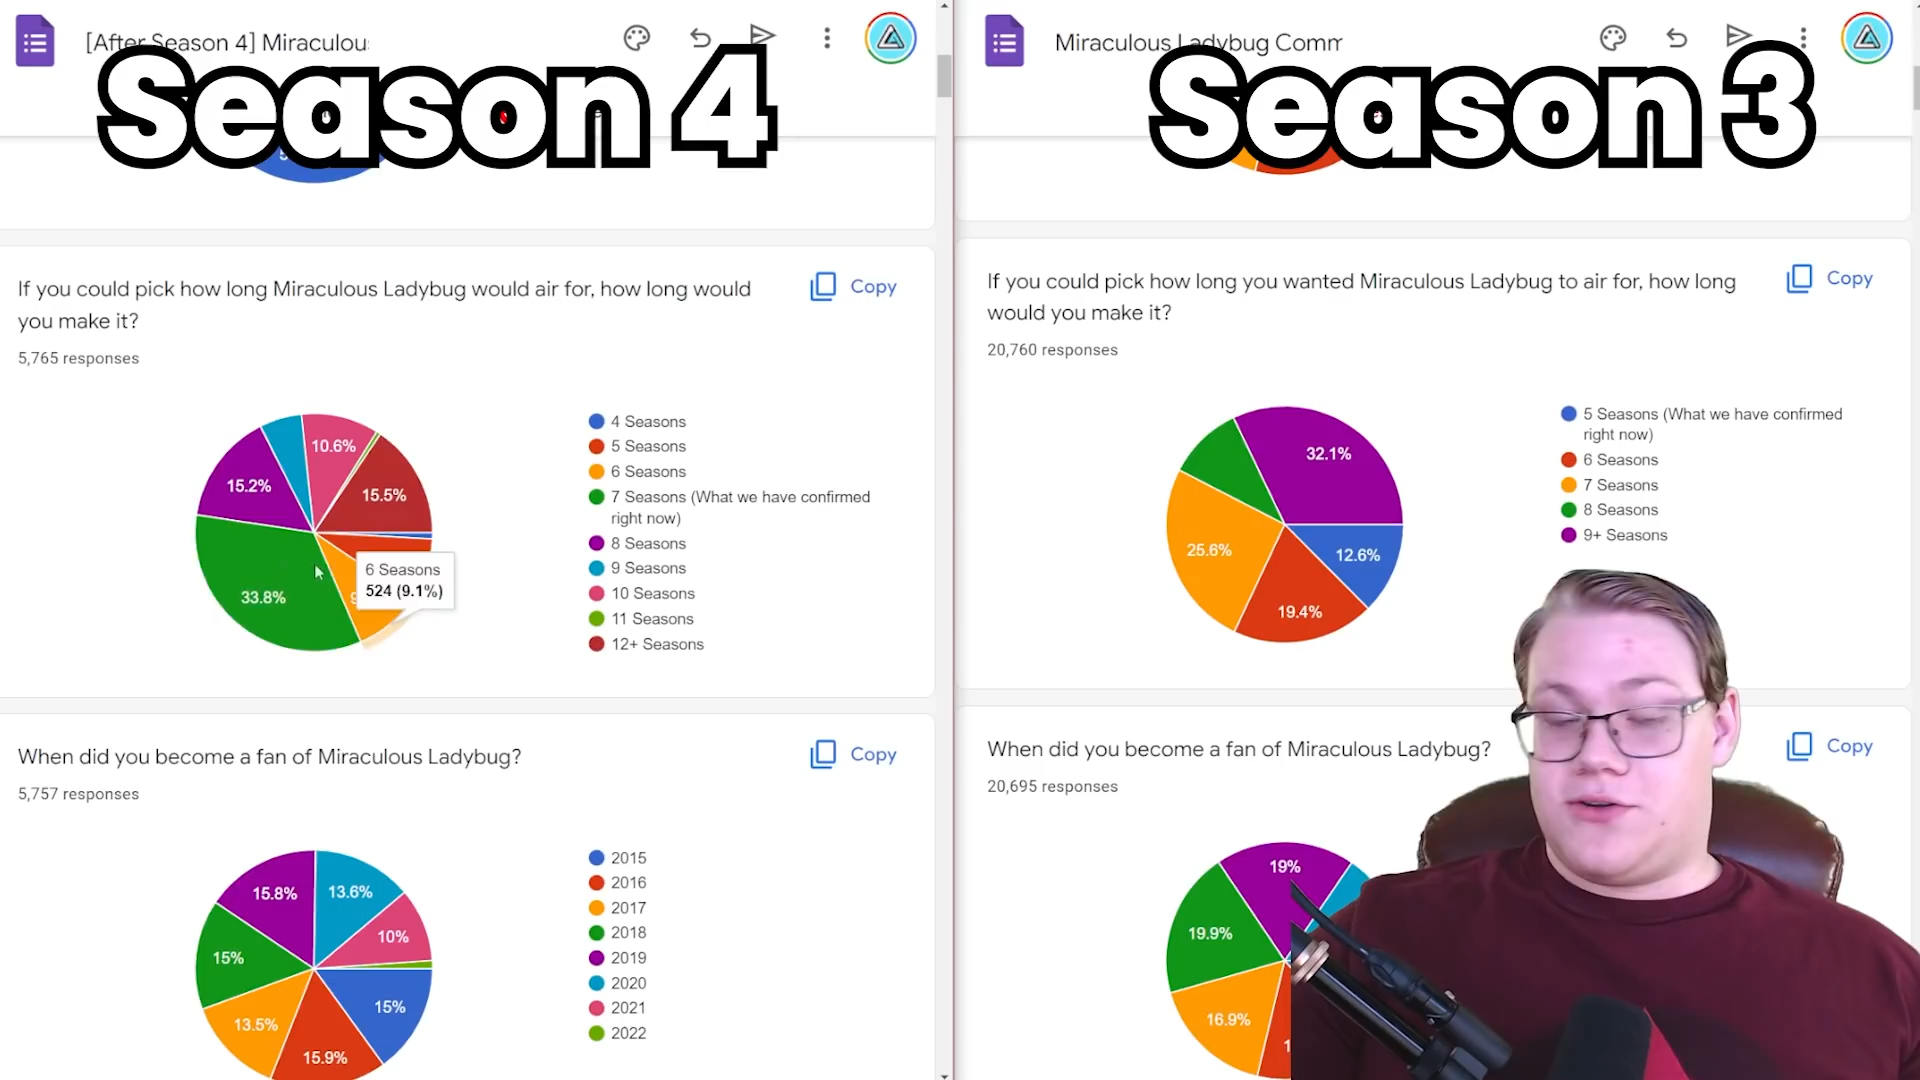 [After Season 4] Miraculou
Season 4
If you could pick how long Miraculous Ladybug would air for, how long would
you make it?
Copy
5,765 responses
10.6%
15.2%
15.5%
33.8%
6 Seasons
524 (9.1%)
4 Seasons
5 Seasons
6 Seasons
7 Seasons (What we have confirmed
right now)
8 Seasons
9 Seasons
10 Seasons
11 Seasons
12+ Seasons
When did you become a fan of Miraculous Ladybug?
Copy
5,757 responses
15.8%
13.6%
10%
15%
15%
13.5%
15.9%
2015
2016
2017
2018
2019
2020
2021
2022
Miraculous Ladybug Comm
Season 3
If you could pick how long you wanted Miraculous Ladybug to air for, how long
would you make it?
Copy
20,760 responses
32.1%
25.6%
12.6%
19.4%
5 Seasons (What we have confirmed
right now)
6 Seasons
7 Seasons
8 Seasons
9+ Seasons
When did you become a fan of Miraculous Ladybug?
Copy
20,695 responses
19%
19.9%
16.9%